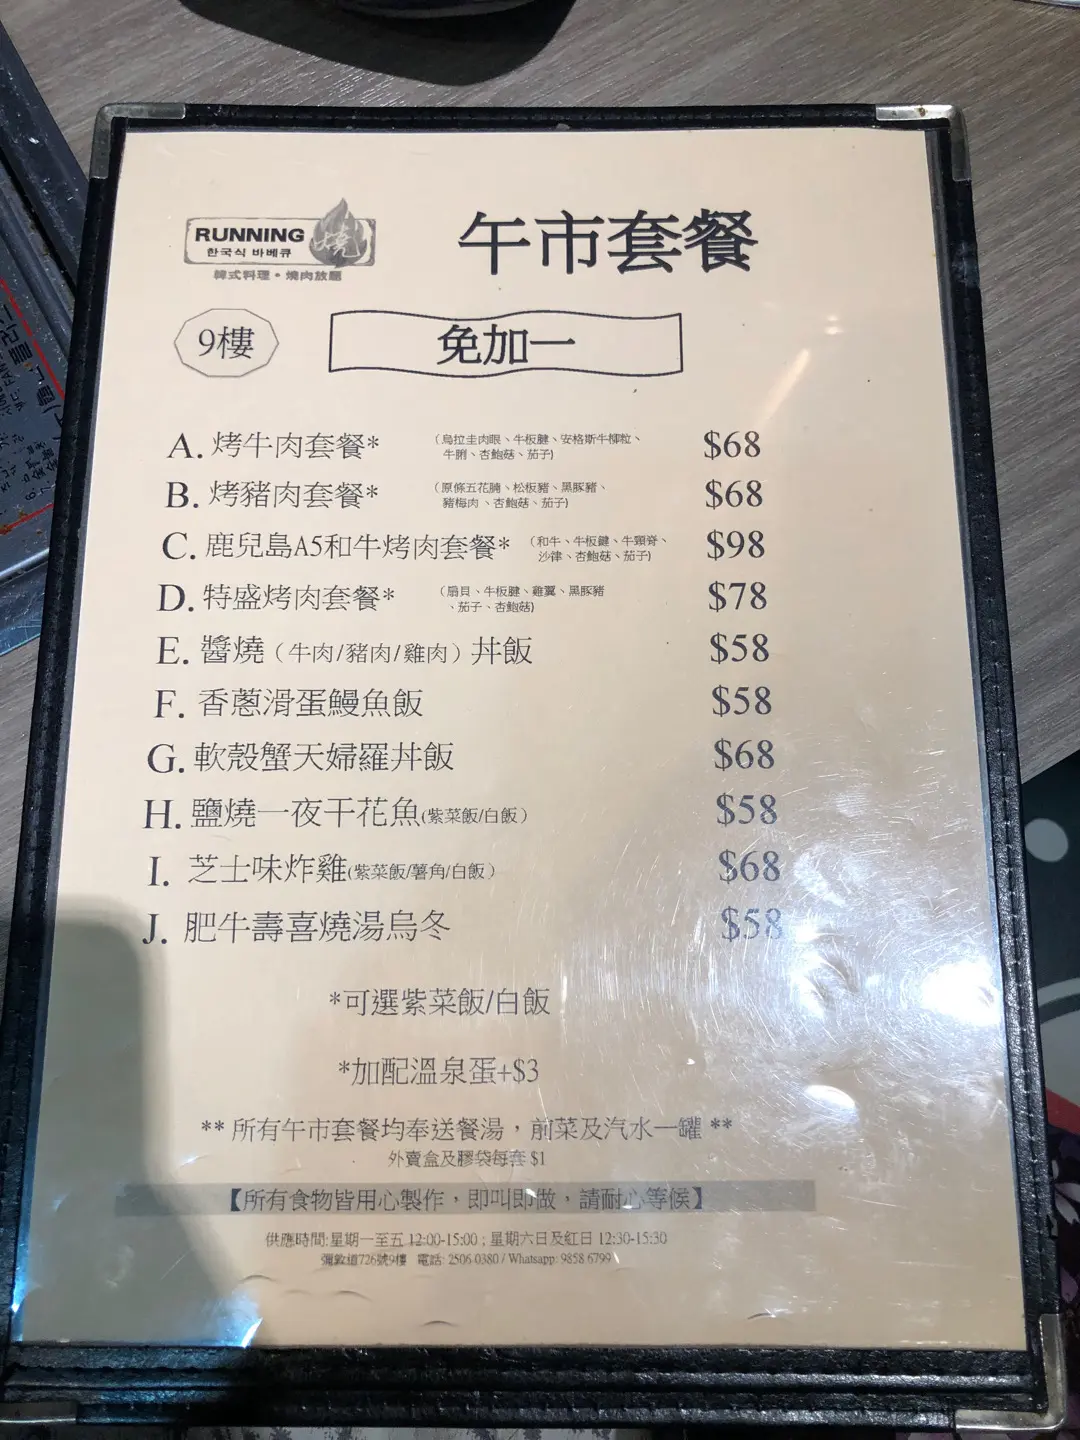 RUNNING 燒
한국식 바베큐
韓式料理・燒肉放題
午市套餐
9樓
免加一
A. 烤牛肉套餐* (烏拉圭肉眼、牛板腱、安格斯牛柳粒、 $68
牛脷、杏鮑菇、茄子)
B. 烤豬肉套餐* (原條五花腩、松板豬、黑豚豬、 $68
豬梅肉、杏鮑菇、茄子)
C. 鹿兒島A5和牛烤肉套餐* (和牛、牛板鍵、牛頸脊、 $98
沙律、杏鮑菇、茄子)
D. 特盛烤肉套餐* (扇貝、牛板腱、雞翼、黑豚豬 $78
、茄子、杏鮑菇)
E. 醬燒(牛肉/豬肉/雞肉)丼飯 $58
F. 香蔥滑蛋鰻魚飯 $58
G. 軟殼蟹天婦羅丼飯 $68
H. 鹽燒一夜干花魚(紫菜飯/白飯) $58
I. 芝士味炸雞(紫菜飯/薯角/白飯) $68
J. 肥牛壽喜燒湯烏冬 $58
*可選紫菜飯/白飯
*加配溫泉蛋+$3
** 所有午市套餐均奉送餐湯，前菜及汽水一罐 **
外賣盒及膠袋每套 $1
【所有食物皆用心製作，即叫即做，請耐心等候】
供應時間:星期一至五 12:00-15:00 ; 星期六日及紅日 12:30-15:30
彌敦道726號9樓 電話: 2506 0380 / Whatsapp: 9858 6799